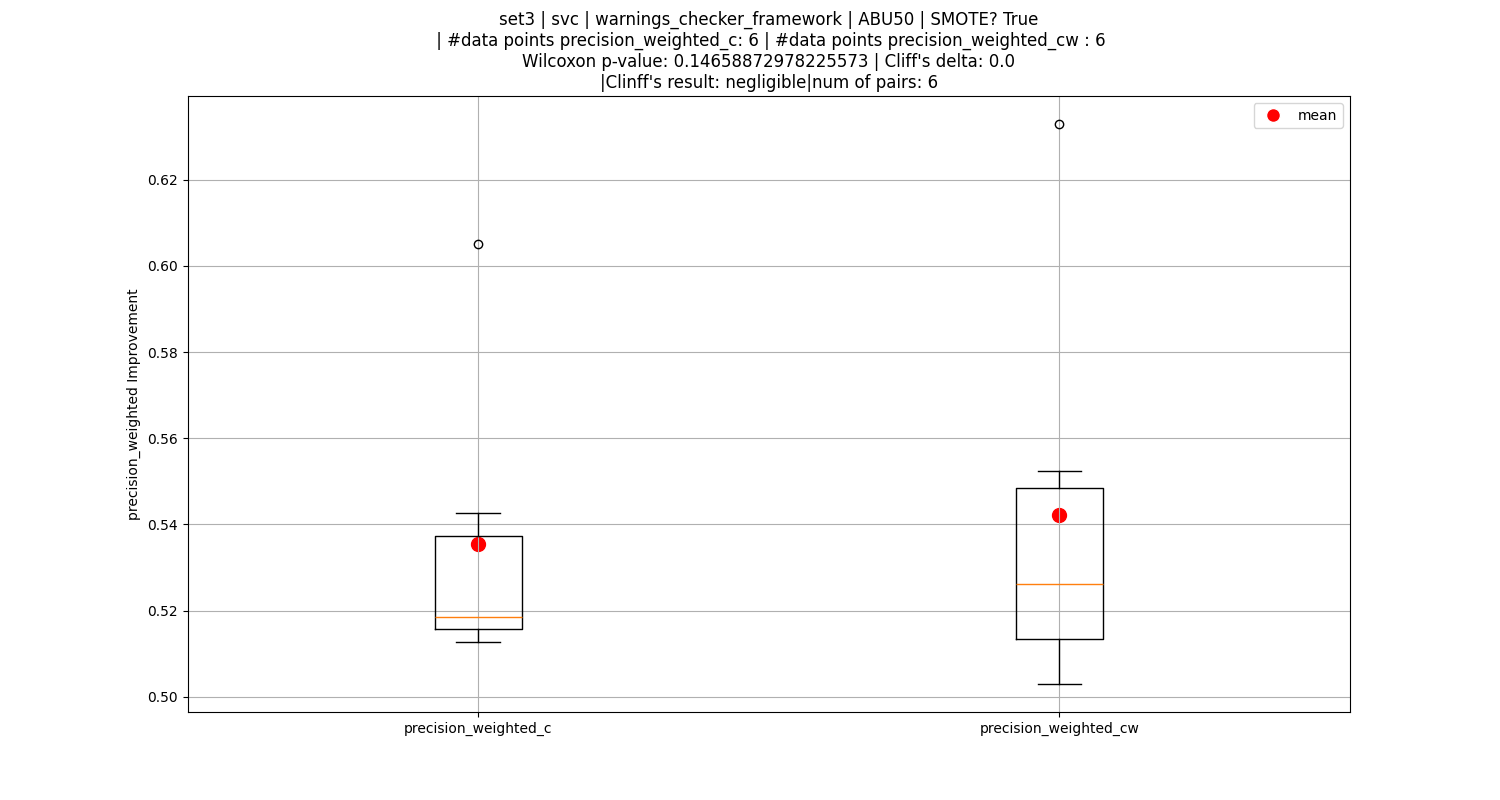 set3 | svc | warnings_checker_framework | ABU50 | SMOTE? True
| #data points precision_weighted_c: 6 | #data points precision_weighted_cw : 6
Wilcoxon p-value: 0.14658872978225573 | Cliff's delta: 0.0
|Clinff's result: negligible|num of pairs: 6
mean
0.62
0.60
0.58
0.56
0.54
0.52
0.50
precision_weighted Improvement
precision_weighted_c
precision_weighted_cw